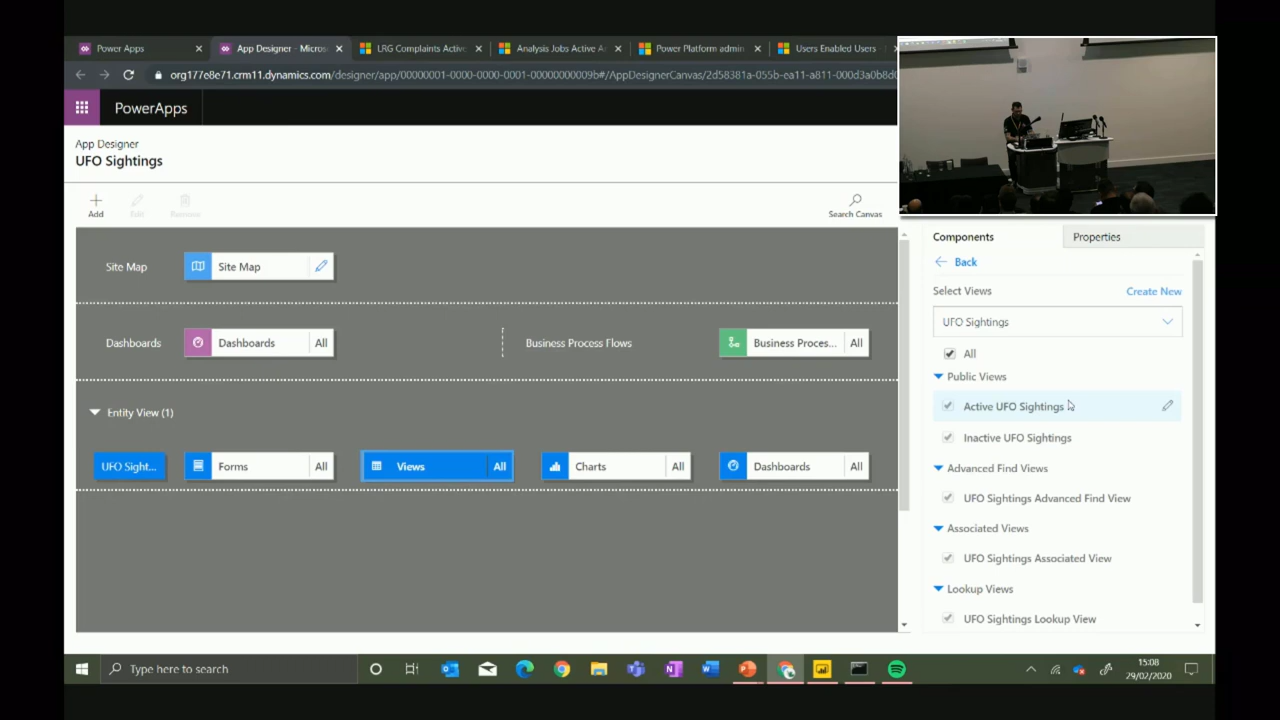 Power Apps
App Designer - Micros
LRG Complaints Active
Analysis Jobs Active A
Power Platform admin
Users Enabled Users
org177e8e71.crm11.dynamics.com/designer/app/00000001-0000-0000-0001-00000000009b#/AppDesignerCanvas/2d58381a-055b-ea11-a811-000d3a0b8d0
PowerApps
App Designer
UFO Sightings
Add
Edit
Remove
Search Canvas
Site Map
Site Map
Dashboards
Dashboards
All
Business Process Flows
Business Proces...
All
Entity View (1)
UFO Sight...
Forms
All
Views
All
Charts
All
Dashboards
All
Components
Properties
Back
Select Views
Create New
UFO Sightings
All
Public Views
Active UFO Sightings
Inactive UFO Sightings
Advanced Find Views
UFO Sightings Advanced Find View
Associated Views
UFO Sightings Associated View
Lookup Views
UFO Sightings Lookup View
Type here to search
15:08
29/02/2020